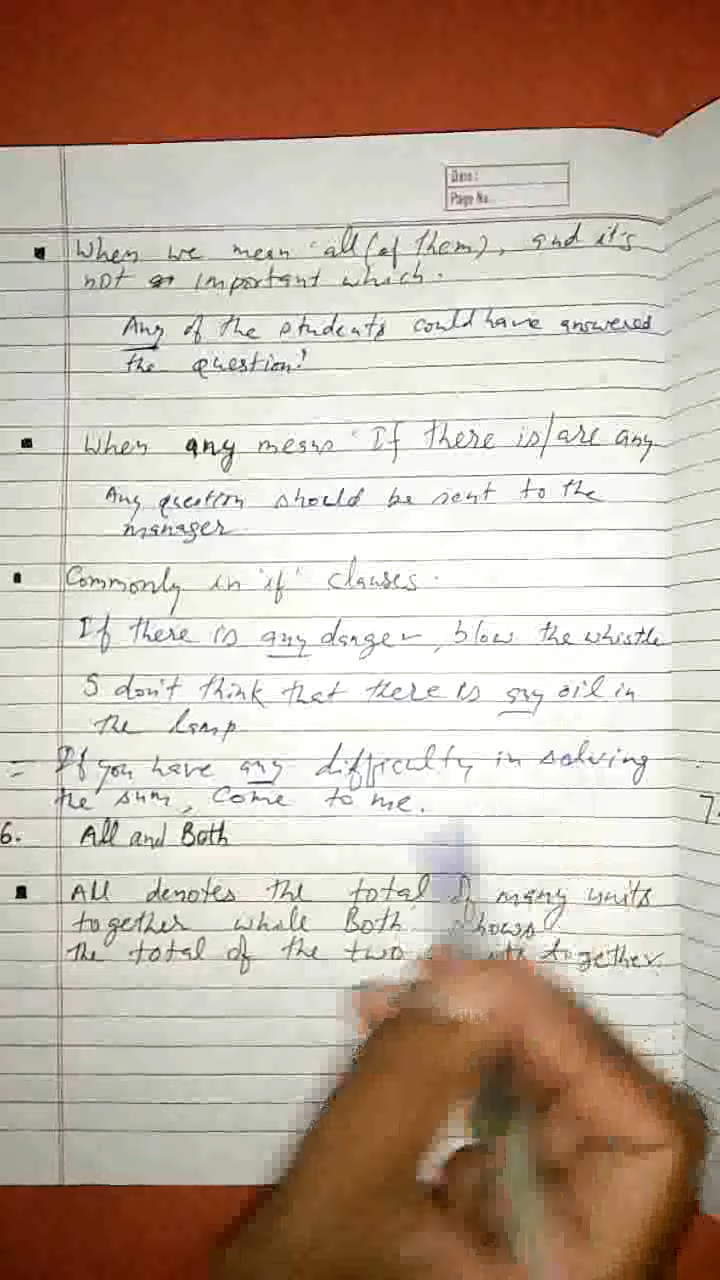 Date :
Page No.
When we mean 'all (of them), and it's
not important which.
Any of the students could have answered
the question!
When any means 'If there is/are any
Any question should be sent to the
manager
Commonly in 'if' clauses.
If there is any danger, blow the whistle
I don't think that there is any oil in
the lamp
= If you have any difficulty in solving
the sum, Come to me.
6. All and Both
All denotes the total of many units
together whole Both shows
the total of the two together.
7.